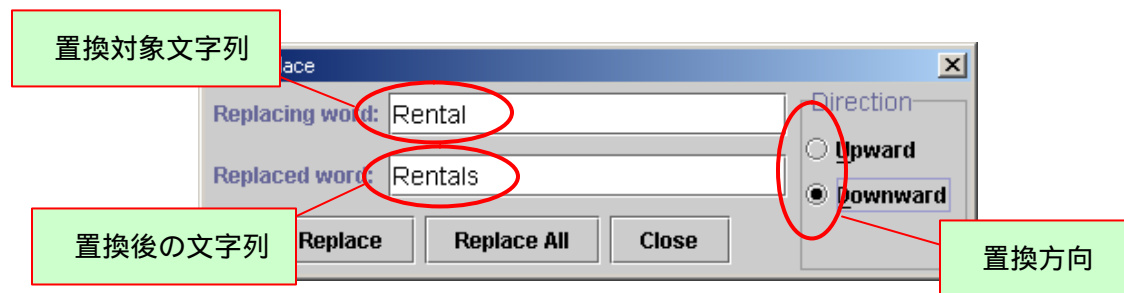 置換対象文字列
ace
Replacing word: Rental
Direction
Upward
Replaced word: Rentals
Downward
置換後の文字列
Replace
Replace All
Close
置換方向